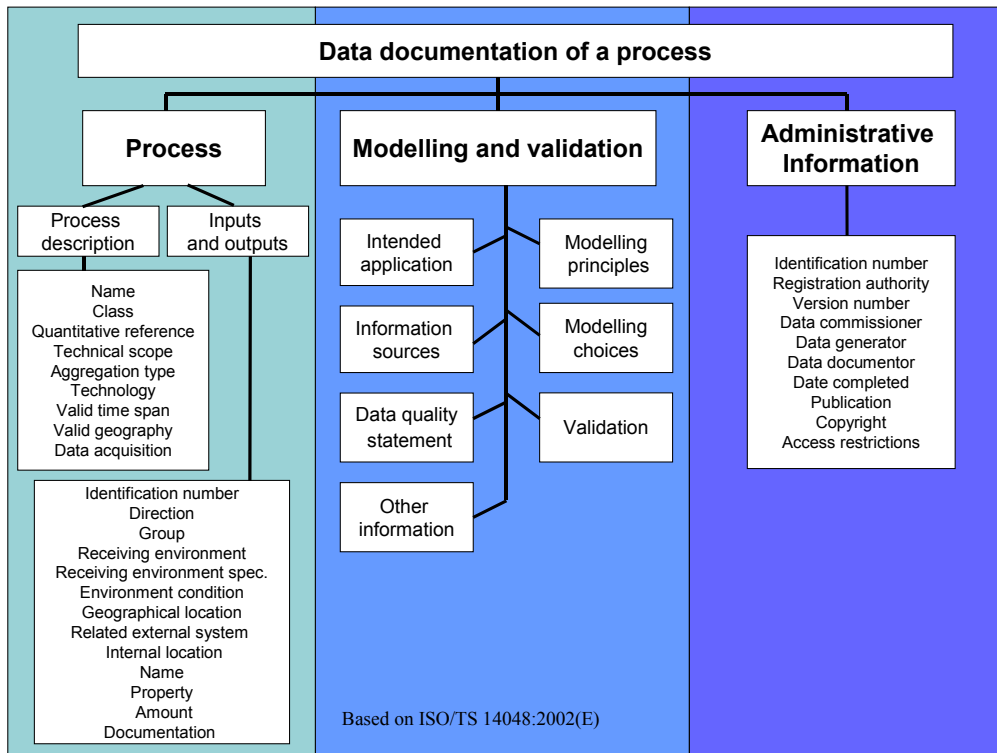 Data documentation of a process
Process
Process
description
Inputs
and outputs
Name
Class
Quantitative reference
Technical scope
Aggregation type
Technology
Valid time span
Valid geography
Data acquisition
Identification number
Direction
Group
Receiving environment
Receiving environment spec.
Environment condition
Geographical location
Related external system
Internal location
Name
Property
Amount
Documentation
Modelling and validation
Intended
application
Modelling
principles
Information
sources
Modelling
choices
Data quality
statement
Validation
Other
information
Based on ISO/TS 14048:2002(E)
Administrative
Information
Identification number
Registration authority
Version number
Data commissioner
Data generator
Data documentor
Date completed
Publication
Copyright
Access restrictions